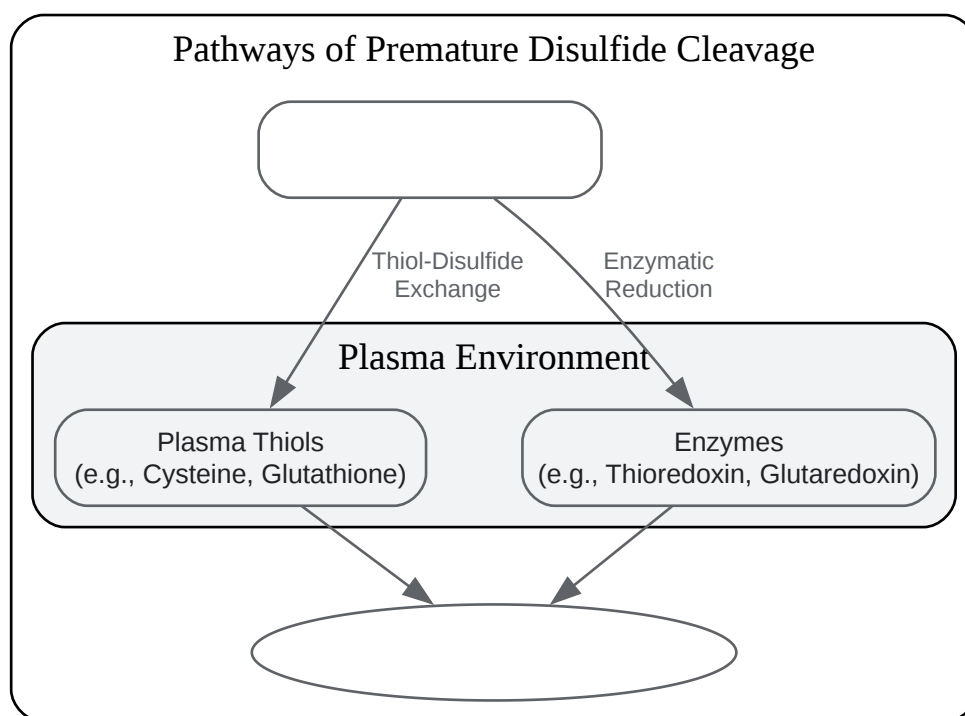 Pathways of Premature Disulfide Cleavage
Thiol-Disulfide
Exchange
Enzymatic
Reduction
Plasma Environment
Plasma Thiols
(e.g., Cysteine, Glutathione)
Enzymes
(e.g., Thioredoxin, Glutaredoxin)